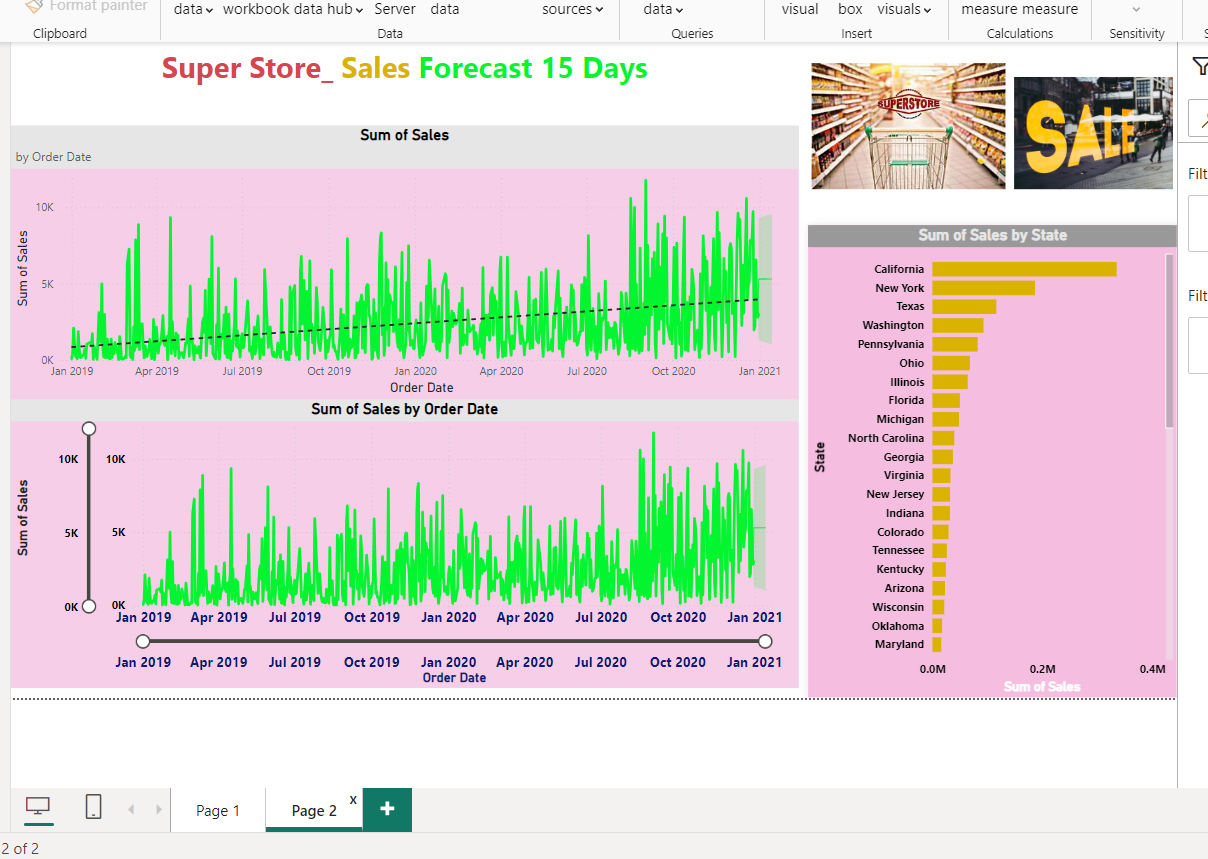 Format painter
data
workbook
data hub
Server
data
sources
data
visual
box
visuals
measure
measure
Clipboard
Data
Queries
Insert
Calculations
Sensitivity
Super Store_ Sales Forecast 15 Days
SUPERSTORE
SALE
Sum of Sales
by Order Date
10K
5K
0K
Sum of Sales
Jan 2019
Apr 2019
Jul 2019
Oct 2019
Jan 2020
Apr 2020
Jul 2020
Oct 2020
Jan 2021
Order Date
Sum of Sales by Order Date
Sum of Sales
10K
5K
0K
10K
5K
0K
Jan 2019
Apr 2019
Jul 2019
Oct 2019
Jan 2020
Apr 2020
Jul 2020
Oct 2020
Jan 2021
Jan 2019
Apr 2019
Jul 2019
Oct 2019
Jan 2020
Apr 2020
Jul 2020
Oct 2020
Jan 2021
Order Date
Sum of Sales by State
State
California
New York
Texas
Washington
Pennsylvania
Ohio
Illinois
Florida
Michigan
North Carolina
Georgia
Virginia
New Jersey
Indiana
Colorado
Tennessee
Kentucky
Arizona
Wisconsin
Oklahoma
Maryland
0.0M
0.2M
0.4M
Sum of Sales
Page 1
Page 2
x
+
2 of 2